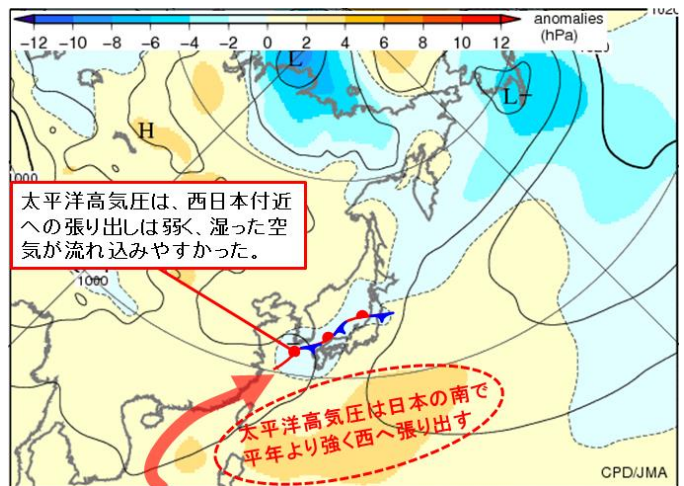 1020
anomalies
(hPa)
−12 −10 −8 −6 −4 −2 0 2 4 6 8 10 12
L
L
H
太平洋高気圧は、西日本付近
への張り出しは弱く、湿った空
気が流れ込みやすかった。
1000
太平洋高気圧は日本の南で
平年より強く西へ張り出す
CPD/JMA